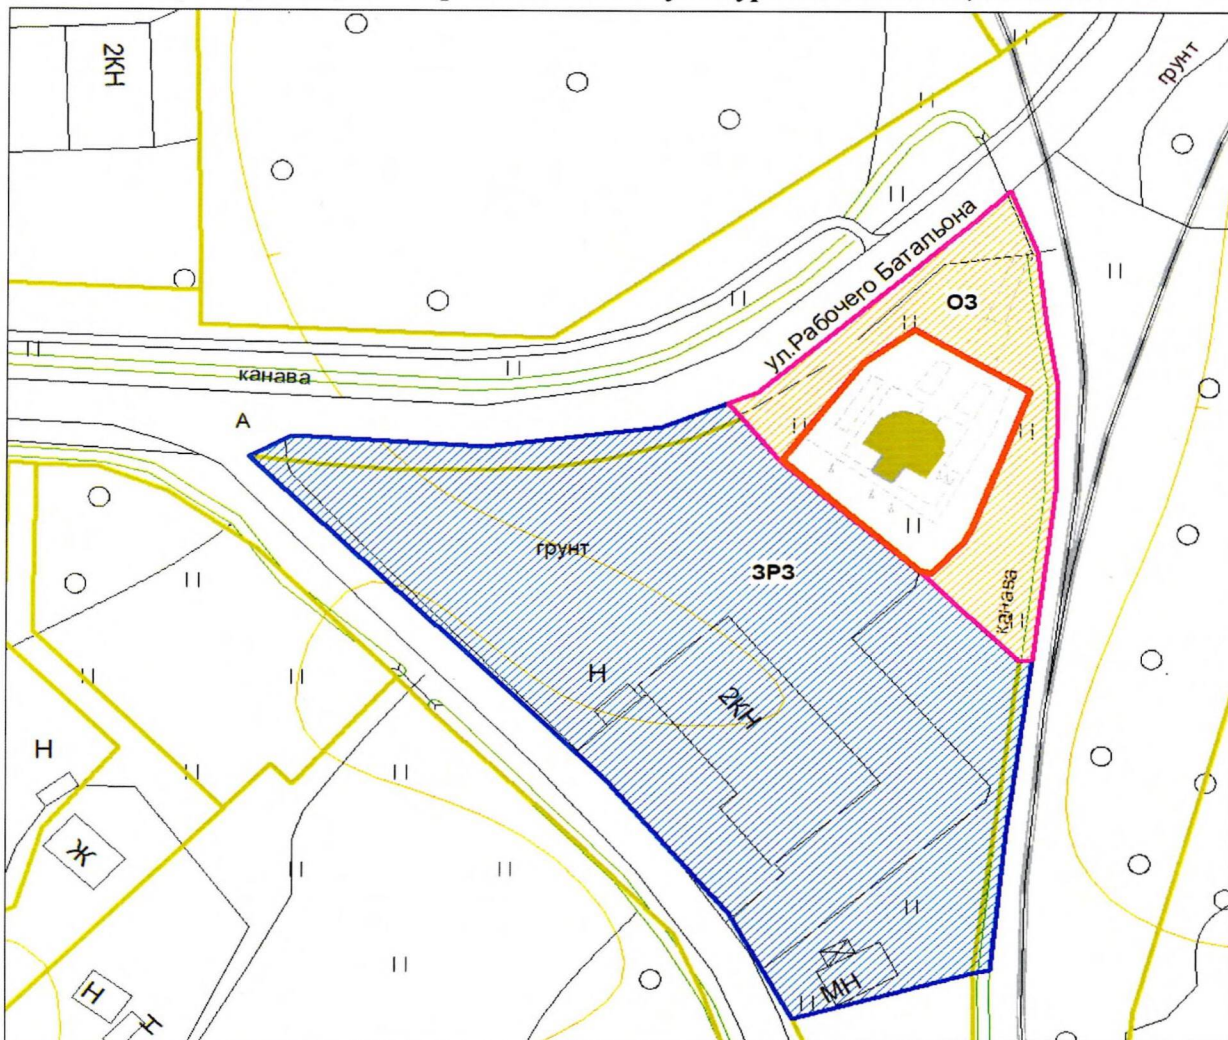 2КН
грунт
ул.Рабочего Батальона
ОЗ
канава
А
грунт
ЗРЗ
канава
Н
2КН
Н
Ж
Н
Н
МН